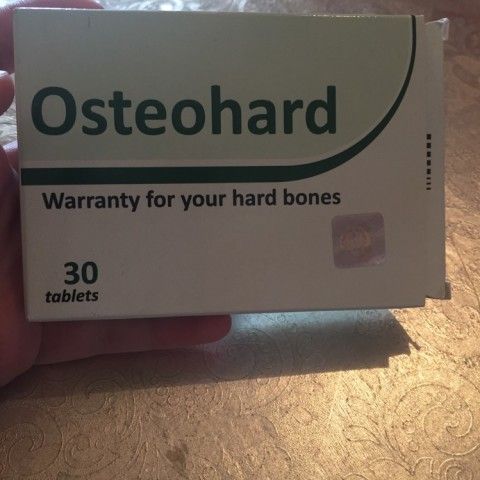 Osteohard
Warranty for your hard bones
30
tablets